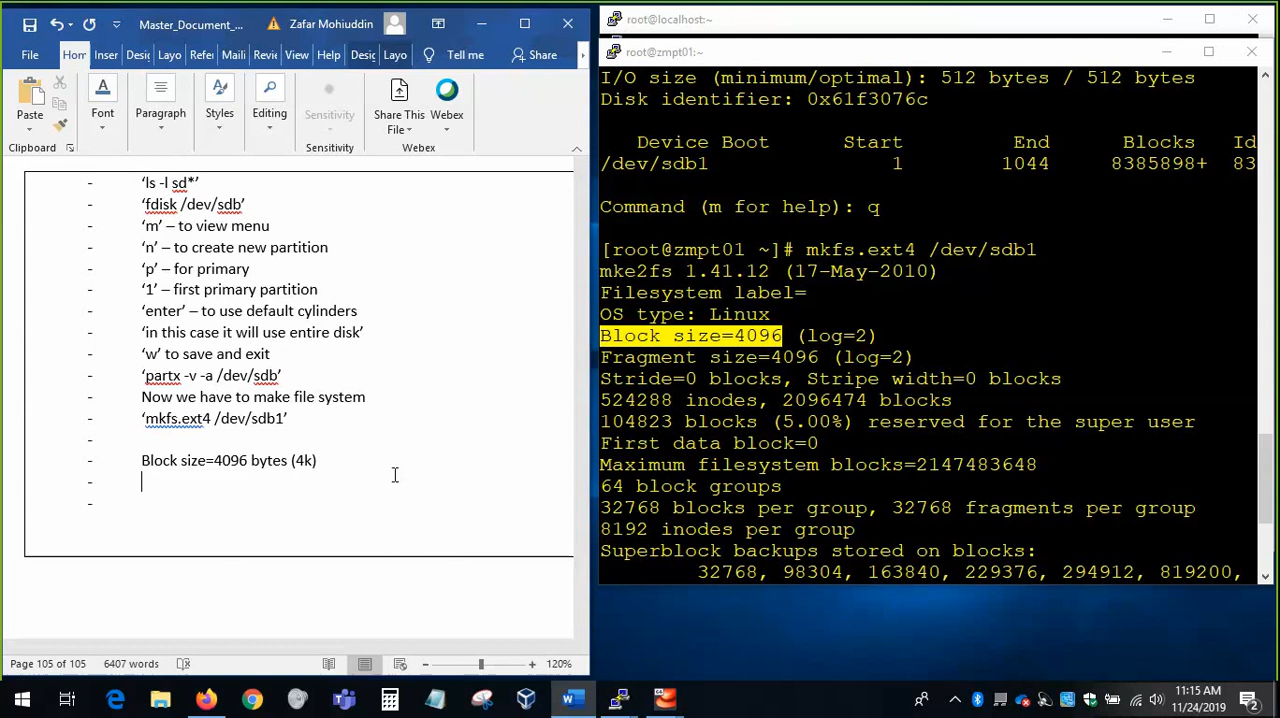 Master_Document_... Zafar Mohiuddin
File Hom Inser Desig Layo Refer Maili Revie View Help Desig Layo Tell me Share
Paste Font Paragraph Styles Editing Sensitivity Share This File Webex
Clipboard Sensitivity Webex
- ‘ls -l sd*’
- ‘fdisk /dev/sdb’
- ‘m’ – to view menu
- ‘n’ – to create new partition
- ‘p’ – for primary
- ‘1’ – first primary partition
- ‘enter’ – to use default cylinders
- ‘in this case it will use entire disk’
- ‘w’ to save and exit
- ‘partx -v -a /dev/sdb’
- Now we have to make file system
- ‘mkfs.ext4 /dev/sdb1’
-
- Block size=4096 bytes (4k)
-
-
Page 105 of 105 6407 words 120%
root@localhost:~
root@zmpt01:~
I/O size (minimum/optimal): 512 bytes / 512 bytes
Disk identifier: 0x61f3076c
Device Boot Start End Blocks Id
/dev/sdb1 1 1044 8385898+ 83
Command (m for help): q
[root@zmpt01 ~]# mkfs.ext4 /dev/sdb1
mke2fs 1.41.12 (17-May-2010)
Filesystem label=
OS type: Linux
Block size=4096 (log=2)
Fragment size=4096 (log=2)
Stride=0 blocks, Stripe width=0 blocks
524288 inodes, 2096474 blocks
104823 blocks (5.00%) reserved for the super user
First data block=0
Maximum filesystem blocks=2147483648
64 block groups
32768 blocks per group, 32768 fragments per group
8192 inodes per group
Superblock backups stored on blocks:
32768, 98304, 163840, 229376, 294912, 819200,
11:15 AM
11/24/2019
2